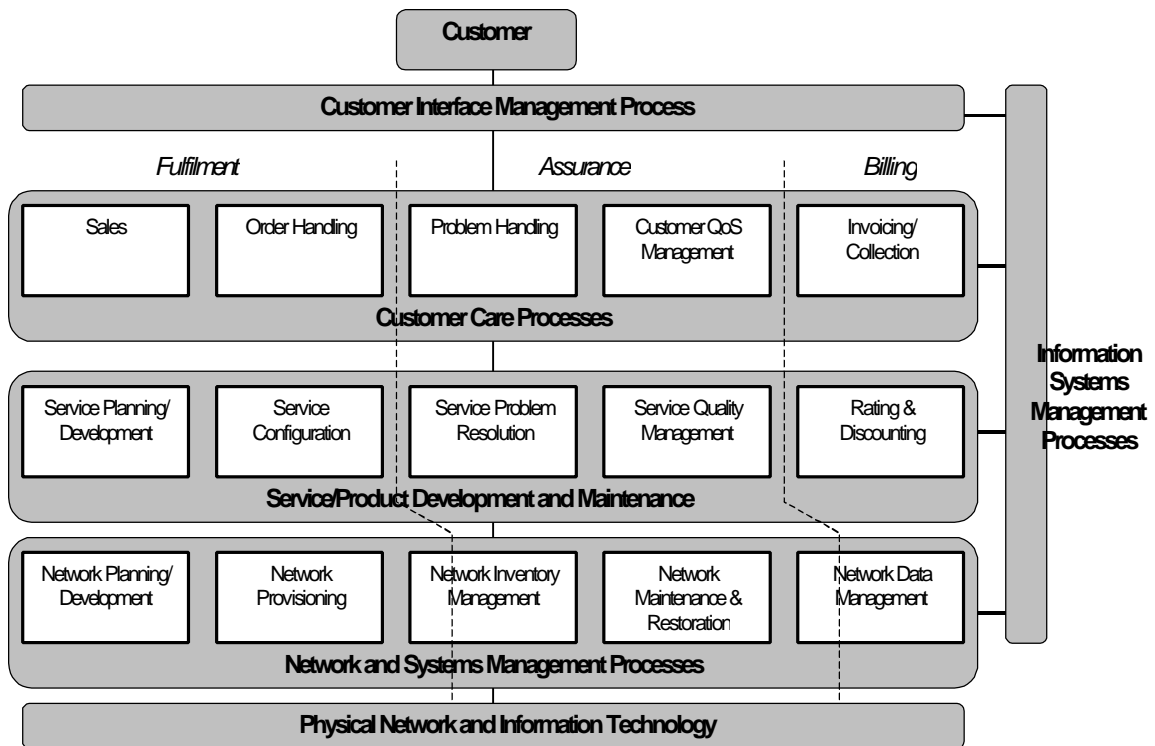 Customer
Customer Interface Management Process
Fulfilment
Assurance
Billing
Sales
Order Handling
Problem Handling
Customer QoS
Management
Invoicing/
Collection
Customer Care Processes
Information
Systems
Management
Processes
Service Planning/
Development
Service
Configuration
Service Problem
Resolution
Service Quality
Management
Rating &
Discounting
Service/Product Development and Maintenance
Network Planning/
Development
Network
Provisioning
Network Inventory
Management
Network
Maintenance &
Restoration
Network Data
Management
Network and Systems Management Processes
Physical Network and Information Technology